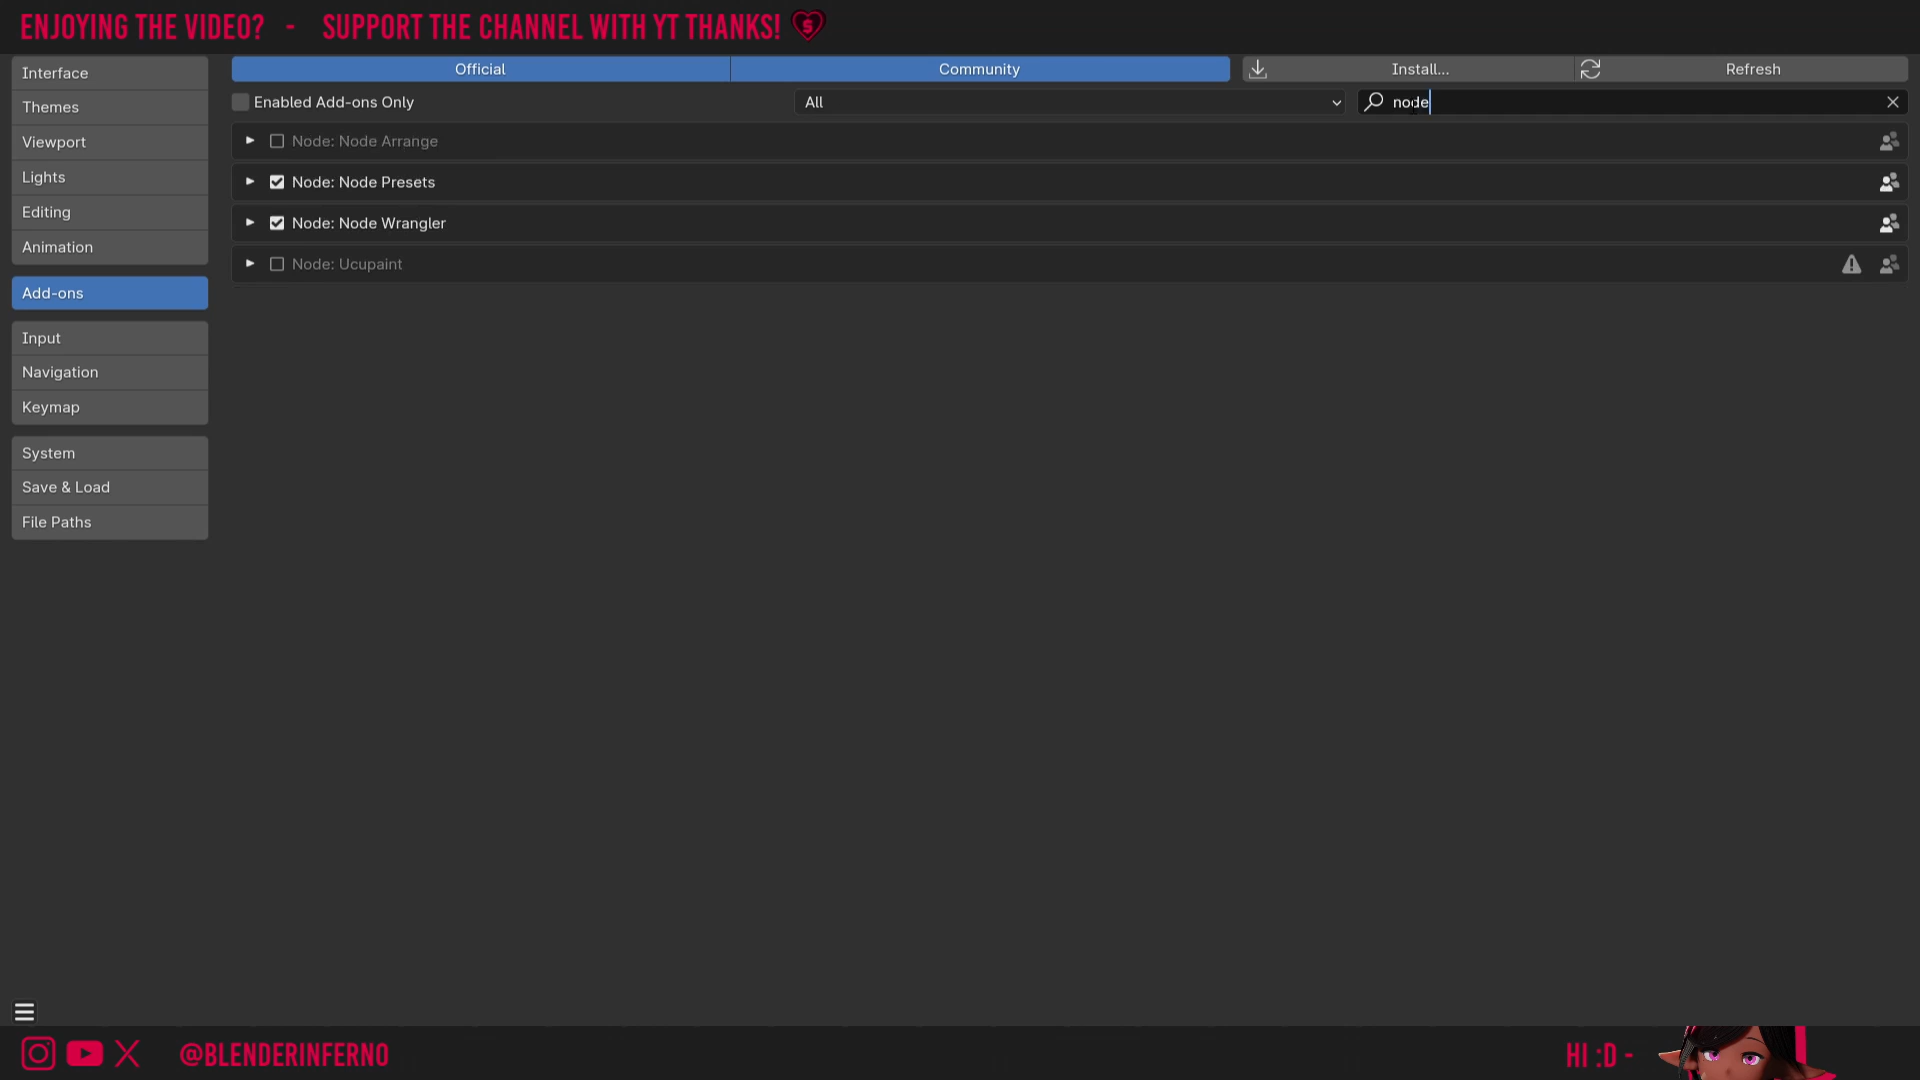 ENJOYING THE VIDEO? - SUPPORT THE CHANNEL WITH YT THANKS! $
Interface
Themes
Viewport
Lights
Editing
Animation
Add-ons
Input
Navigation
Keymap
System
Save & Load
File Paths
Official
Community
Install...
Refresh
Enabled Add-ons Only
All
node
Node: Node Arrange
Node: Node Presets
Node: Node Wrangler
Node: Ucupaint
@BLENDERINFERNO
HI :D -